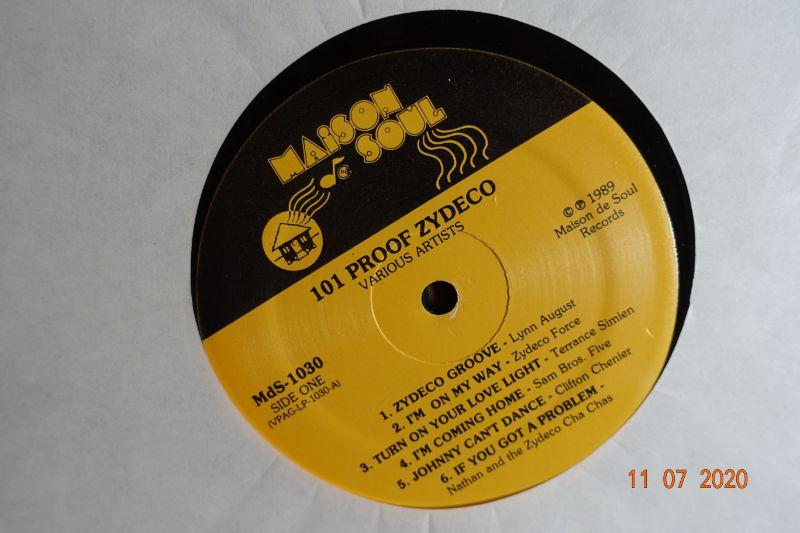 MAISON
de SOUL
101 PROOF ZYDECO
VARIOUS ARTISTS
© ℗ 1989
Maison de Soul
Records
MdS-1030
SIDE ONE
(VPAG-LP-1030-A)
1. ZYDECO GROOVE - Lynn August
2. I'M ON MY WAY - Zydeco Force
3. TURN ON YOUR LOVE LIGHT - Terrance Simien
4. I'M COMING HOME - Sam Bros. Five
5. JOHNNY CAN'T DANCE - Clifton Chenier
6. IF YOU GOT A PROBLEM -
Nathan and the Zydeco Cha Chas
11 07 2020